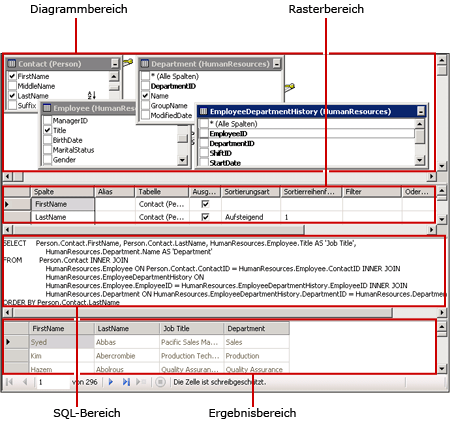 Diagrammbereich Rasterbereich
Contact (Person)
FirstName
MiddleName
LastName
Suffix
Department (HumanResources)
* (Alle Spalten)
DepartmentID
Name
GroupName
ModifiedDate
Employee (HumanRes
ManagerID
Title
BirthDate
MaritalStatus
Gender
EmployeeDepartmentHistory (HumanResources)
* (Alle Spalten)
EmployeeID
DepartmentID
ShiftID
StartDate
Spalte Alias Tabelle Ausg... Sortierungsart Sortierreihenf... Filter Oder...
FirstName Contact (Pe...
LastName Contact (Pe... Aufsteigend 1
SELECT Person.Contact.FirstName, Person.Contact.LastName, HumanResources.Employee.Title AS 'Job Title',
HumanResources.Department.Name AS 'Department'
FROM Person.Contact INNER JOIN
HumanResources.Employee ON Person.Contact.ContactID = HumanResources.Employee.ContactID INNER JOIN
HumanResources.EmployeeDepartmentHistory ON
HumanResources.Employee.EmployeeID = HumanResources.EmployeeDepartmentHistory.EmployeeID INNER JOIN
HumanResources.Department ON HumanResources.EmployeeDepartmentHistory.DepartmentID = HumanResources.Departmen
ORDER BY Person.Contact.LastName
FirstName LastName Job Title Department
Syed Abbas Pacific Sales Ma... Sales
Kim Abercrombie Production Tech... Production
Hazem Abolrous Quality Assuran... Quality Assurance
1 von 296 Die Zelle ist schreibgeschützt.
SQL-Bereich Ergebnisbereich